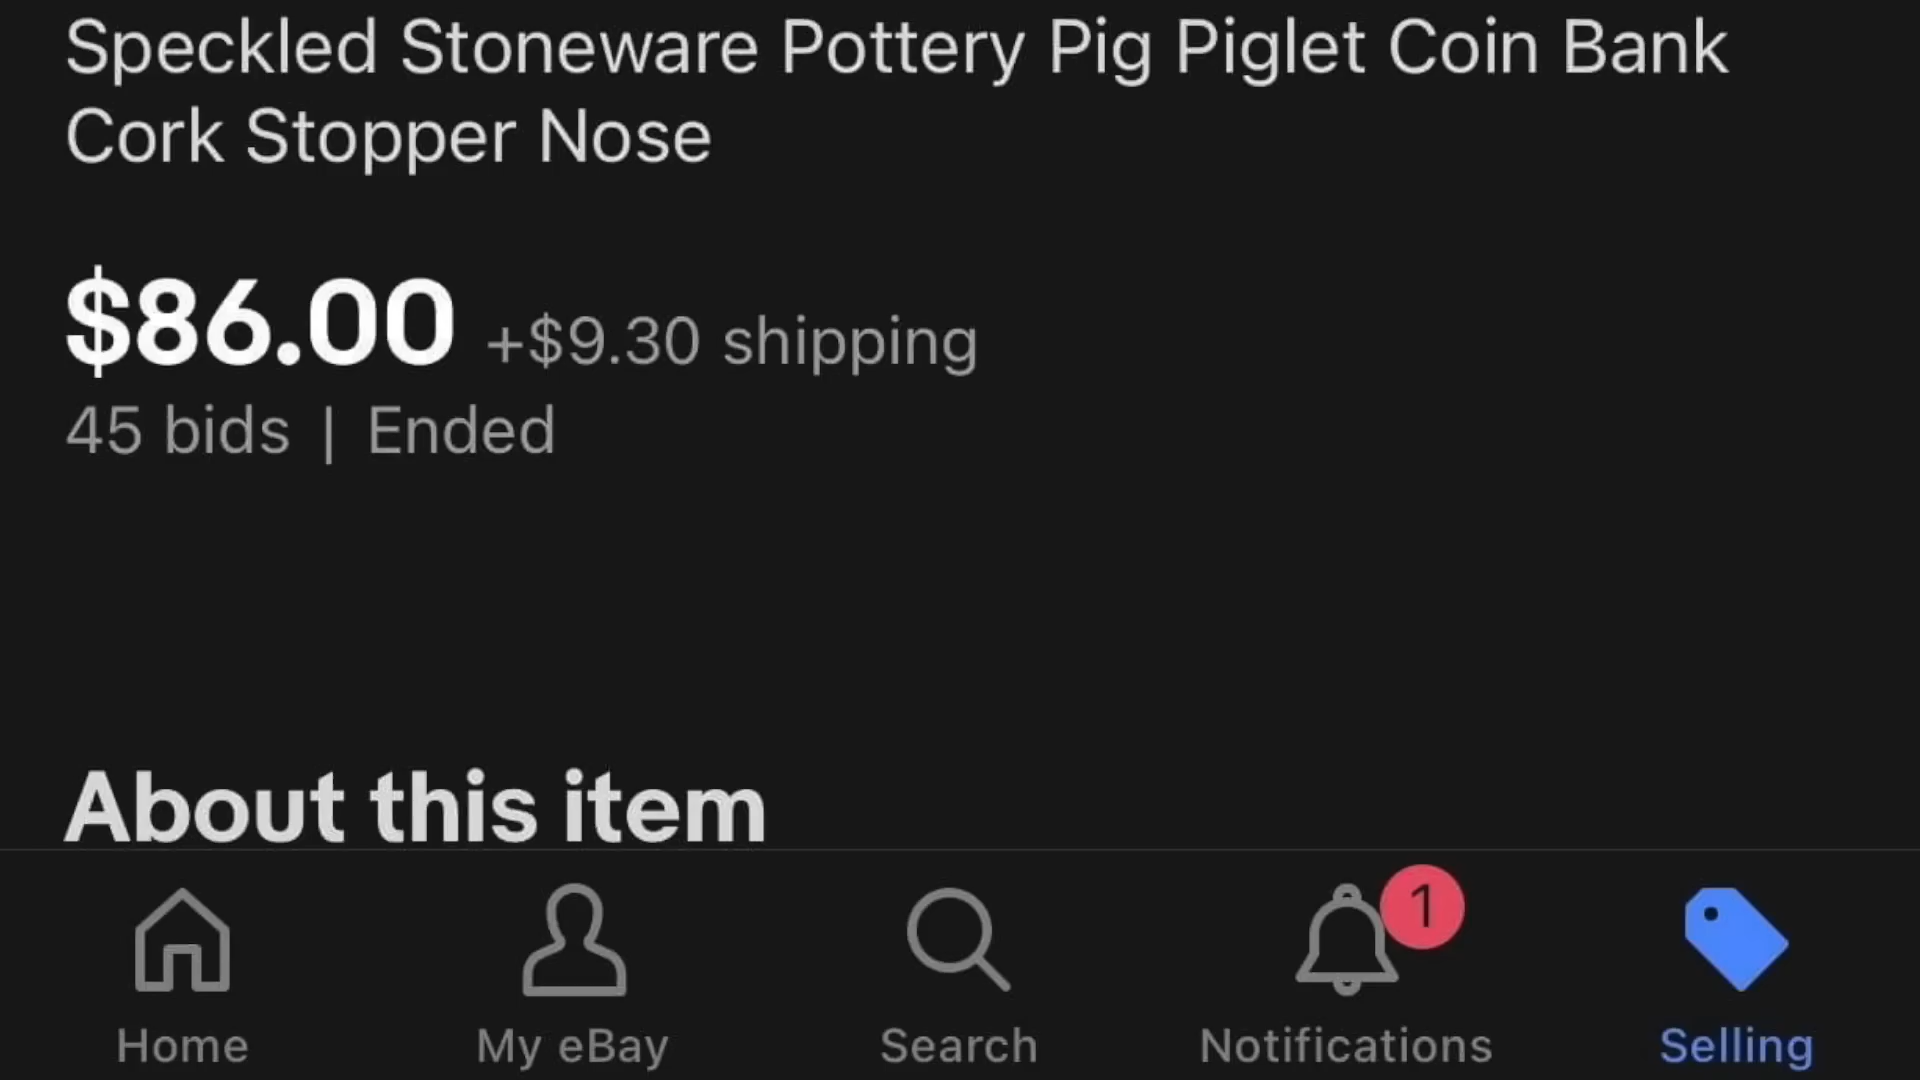 Speckled Stoneware Pottery Pig Piglet Coin Bank
Cork Stopper Nose
$86.00 +$9.30 shipping
45 bids | Ended
About this item
1
Home My eBay Search Notifications Selling